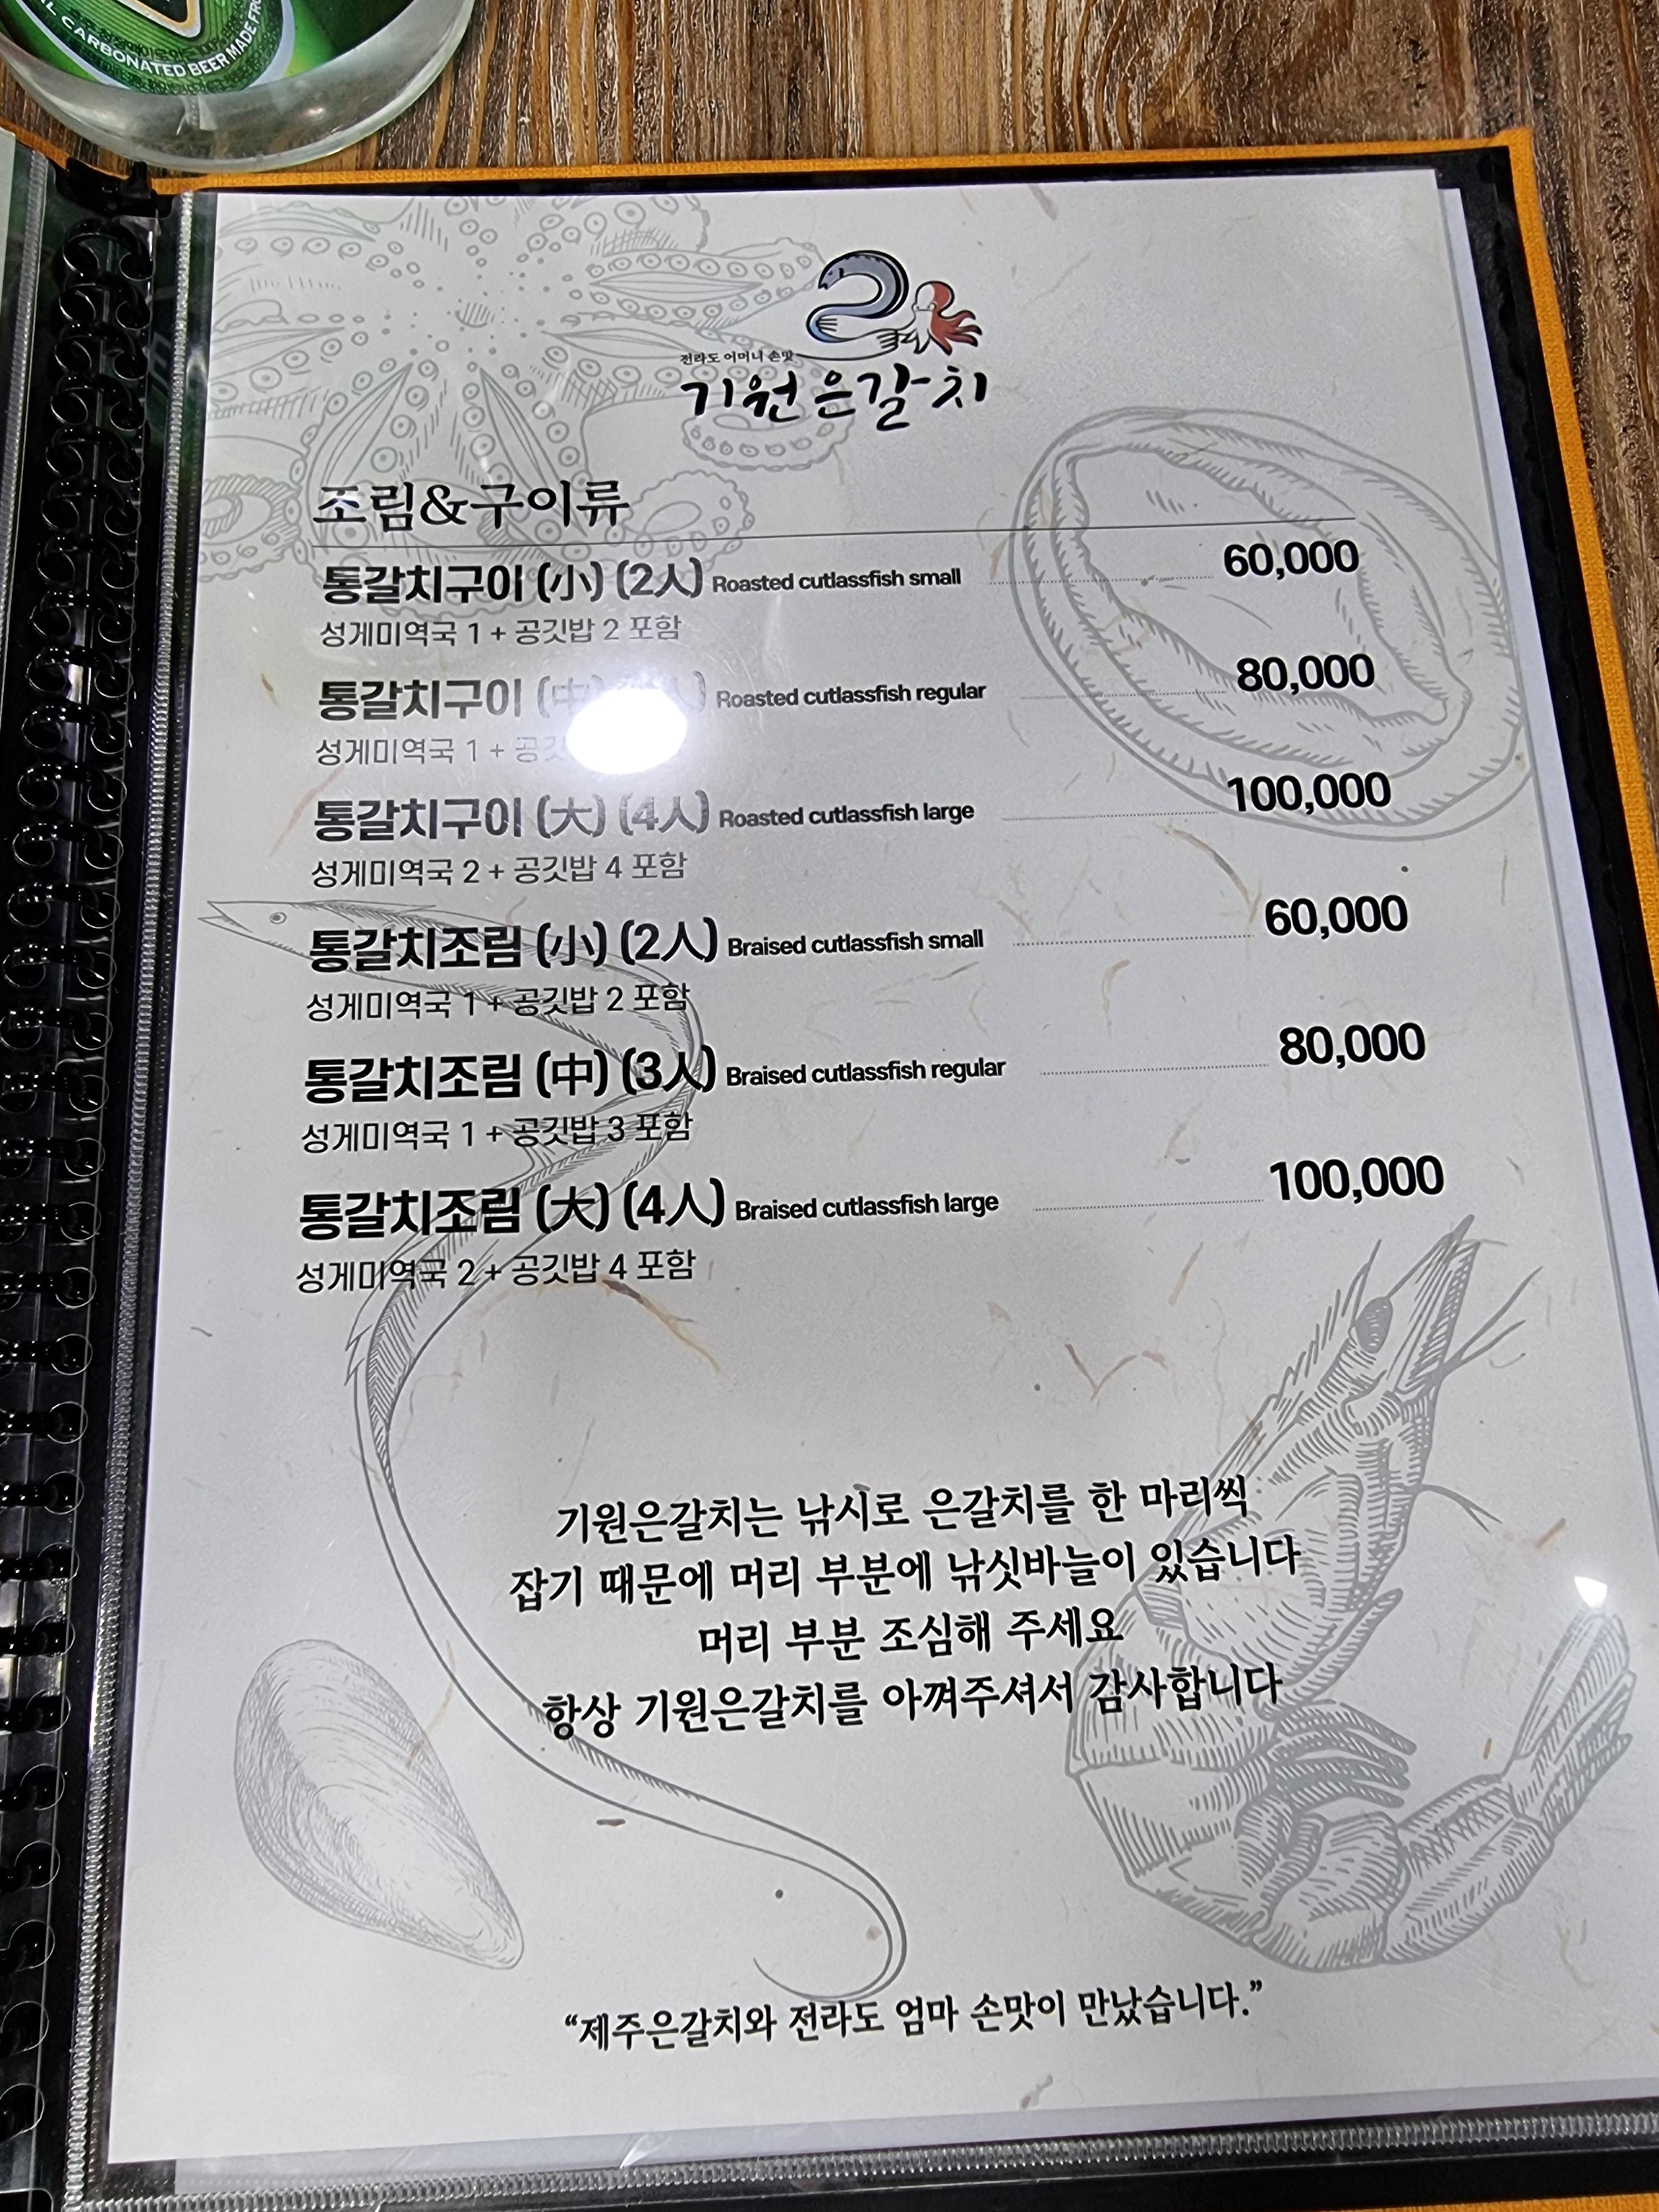 CARBONATED BEER MADE FRO
전라도 어머니 손맛
기원은갈치
조림&구이류
통갈치구이 (小) (2人) Roasted cutlassfish small 60,000
성게미역국 1 + 공깃밥 2 포함
통갈치구이 (中) Roasted cutlassfish regular 80,000
성게미역국 1 +
통갈치구이 (大) (4人) Roasted cutlassfish large 100,000
성게미역국 2 + 공깃밥 4 포함
통갈치조림 (小) (2人) Braised cutlassfish small 60,000
성게미역국 1 + 공깃밥 2 포함
통갈치조림 (中) (3人) Braised cutlassfish regular 80,000
성게미역국 1 + 공깃밥 3 포함
통갈치조림 (大) (4人) Braised cutlassfish large 100,000
성게미역국 2 + 공깃밥 4 포함
기원은갈치는 낚시로 은갈치를 한 마리씩
잡기 때문에 머리 부분에 낚싯바늘이 있습니다
머리 부분 조심해 주세요
항상 기원은갈치를 아껴주셔서 감사합니다
“제주은갈치와 전라도 엄마 손맛이 만났습니다.”